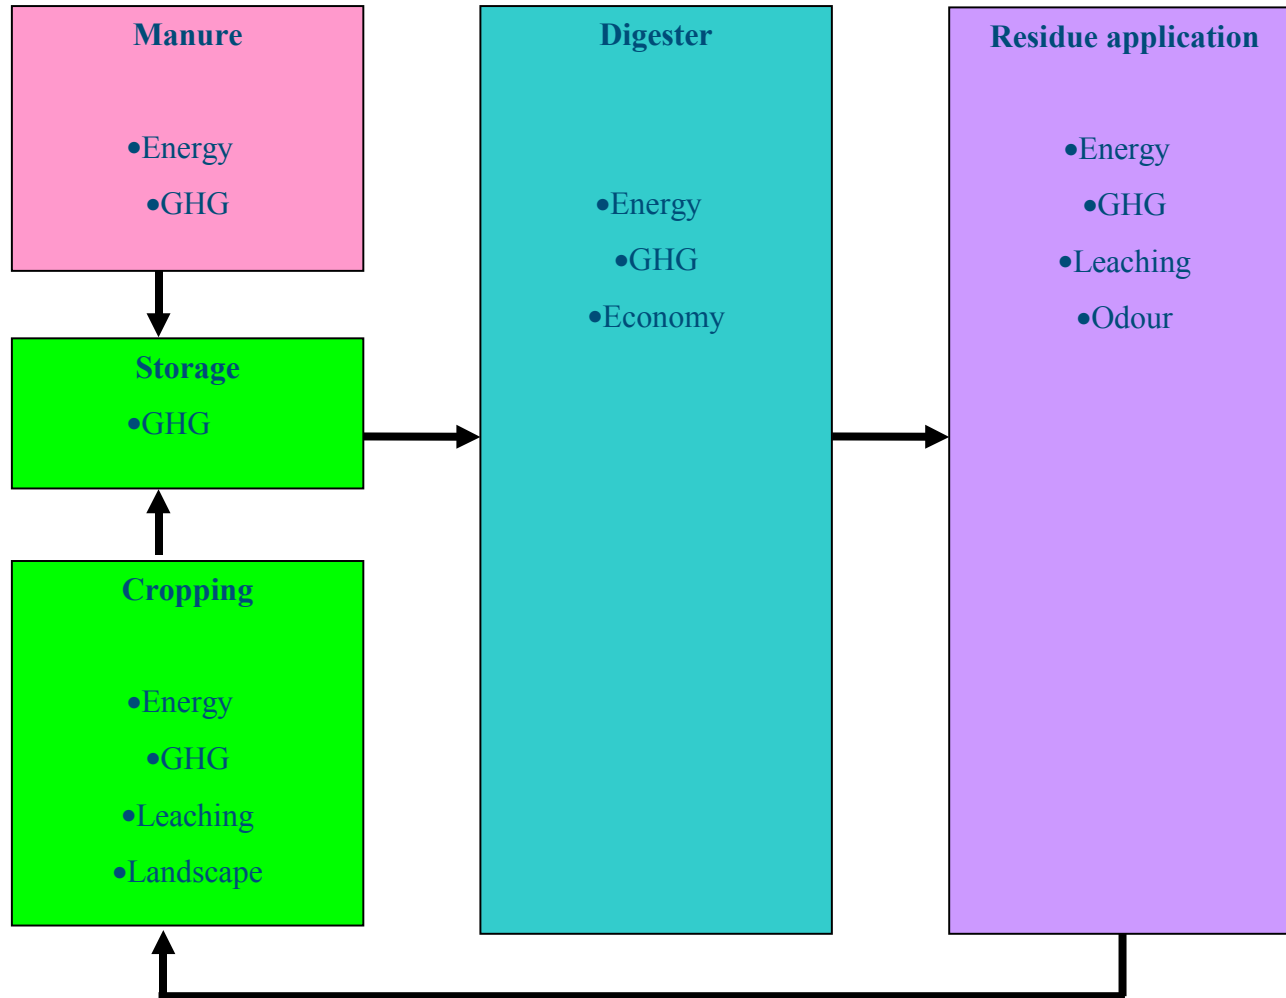 Manure
•Energy
•GHG
Storage
•GHG
Cropping
•Energy
•GHG
•Leaching
•Landscape
Digester
•Energy
•GHG
•Economy
Residue application
•Energy
•GHG
•Leaching
•Odour